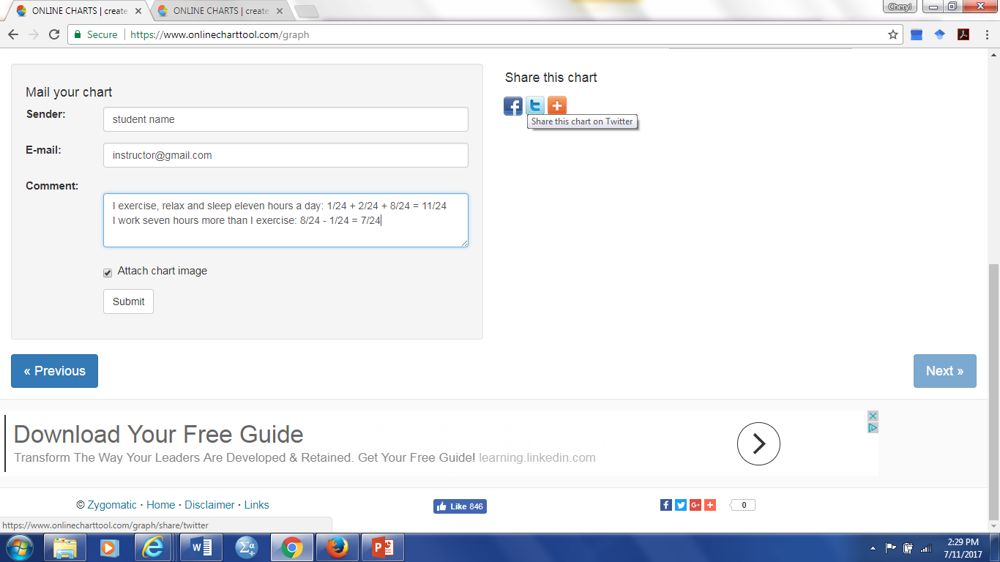 ONLINE CHARTS | create
ONLINE CHARTS | create
Cheryl
Secure
https://www.onlinecharttool.com/graph
Mail your chart
Sender:
student name
E-mail:
instructor@gmail.com
Comment:
I exercise, relax and sleep eleven hours a day: 1/24 + 2/24 + 8/24 = 11/24
I work seven hours more than I exercise: 8/24 - 1/24 = 7/24
Attach chart image
Submit
Share this chart
Share this chart on Twitter
« Previous
Next »
Download Your Free Guide
Transform The Way Your Leaders Are Developed & Retained. Get Your Free Guide! learning.linkedin.com
© Zygomatic · Home · Disclaimer · Links
Like 846
0
https://www.onlinecharttool.com/graph/share/twitter
2:29 PM
7/11/2017